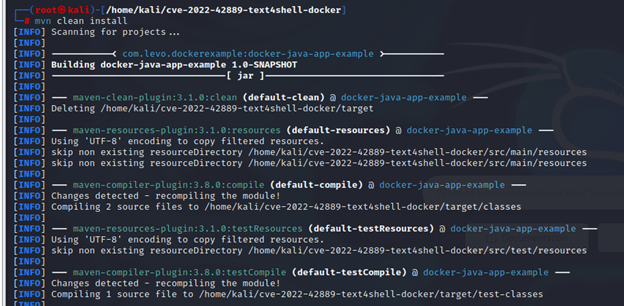 ┌──(root㉿kali)-[/home/kali/cve-2022-42889-text4shell-docker]
└─# mvn clean install
[INFO] Scanning for projects...
[INFO]
[INFO] ────────< com.levo.dockerexample:docker-java-app-example >────────
[INFO] Building docker-java-app-example 1.0-SNAPSHOT
[INFO] ────────[ jar ]────────
[INFO]
[INFO] --- maven-clean-plugin:3.1.0:clean (default-clean) @ docker-java-app-example ---
[INFO] Deleting /home/kali/cve-2022-42889-text4shell-docker/target
[INFO]
[INFO] --- maven-resources-plugin:3.1.0:resources (default-resources) @ docker-java-app-example ---
[INFO] Using 'UTF-8' encoding to copy filtered resources.
[INFO] skip non existing resourceDirectory /home/kali/cve-2022-42889-text4shell-docker/src/main/resources
[INFO] skip non existing resourceDirectory /home/kali/cve-2022-42889-text4shell-docker/src/main/resources
[INFO]
[INFO] --- maven-compiler-plugin:3.8.0:compile (default-compile) @ docker-java-app-example ---
[INFO] Changes detected - recompiling the module!
[INFO] Compiling 2 source files to /home/kali/cve-2022-42889-text4shell-docker/target/classes
[INFO]
[INFO] --- maven-resources-plugin:3.1.0:testResources (default-testResources) @ docker-java-app-example ---
[INFO] Using 'UTF-8' encoding to copy filtered resources.
[INFO] skip non existing resourceDirectory /home/kali/cve-2022-42889-text4shell-docker/src/test/resources
[INFO]
[INFO] --- maven-compiler-plugin:3.8.0:testCompile (default-testCompile) @ docker-java-app-example ---
[INFO] Changes detected - recompiling the module!
[INFO] Compiling 1 source file to /home/kali/cve-2022-42889-text4shell-docker/target/test-classes
[INFO]